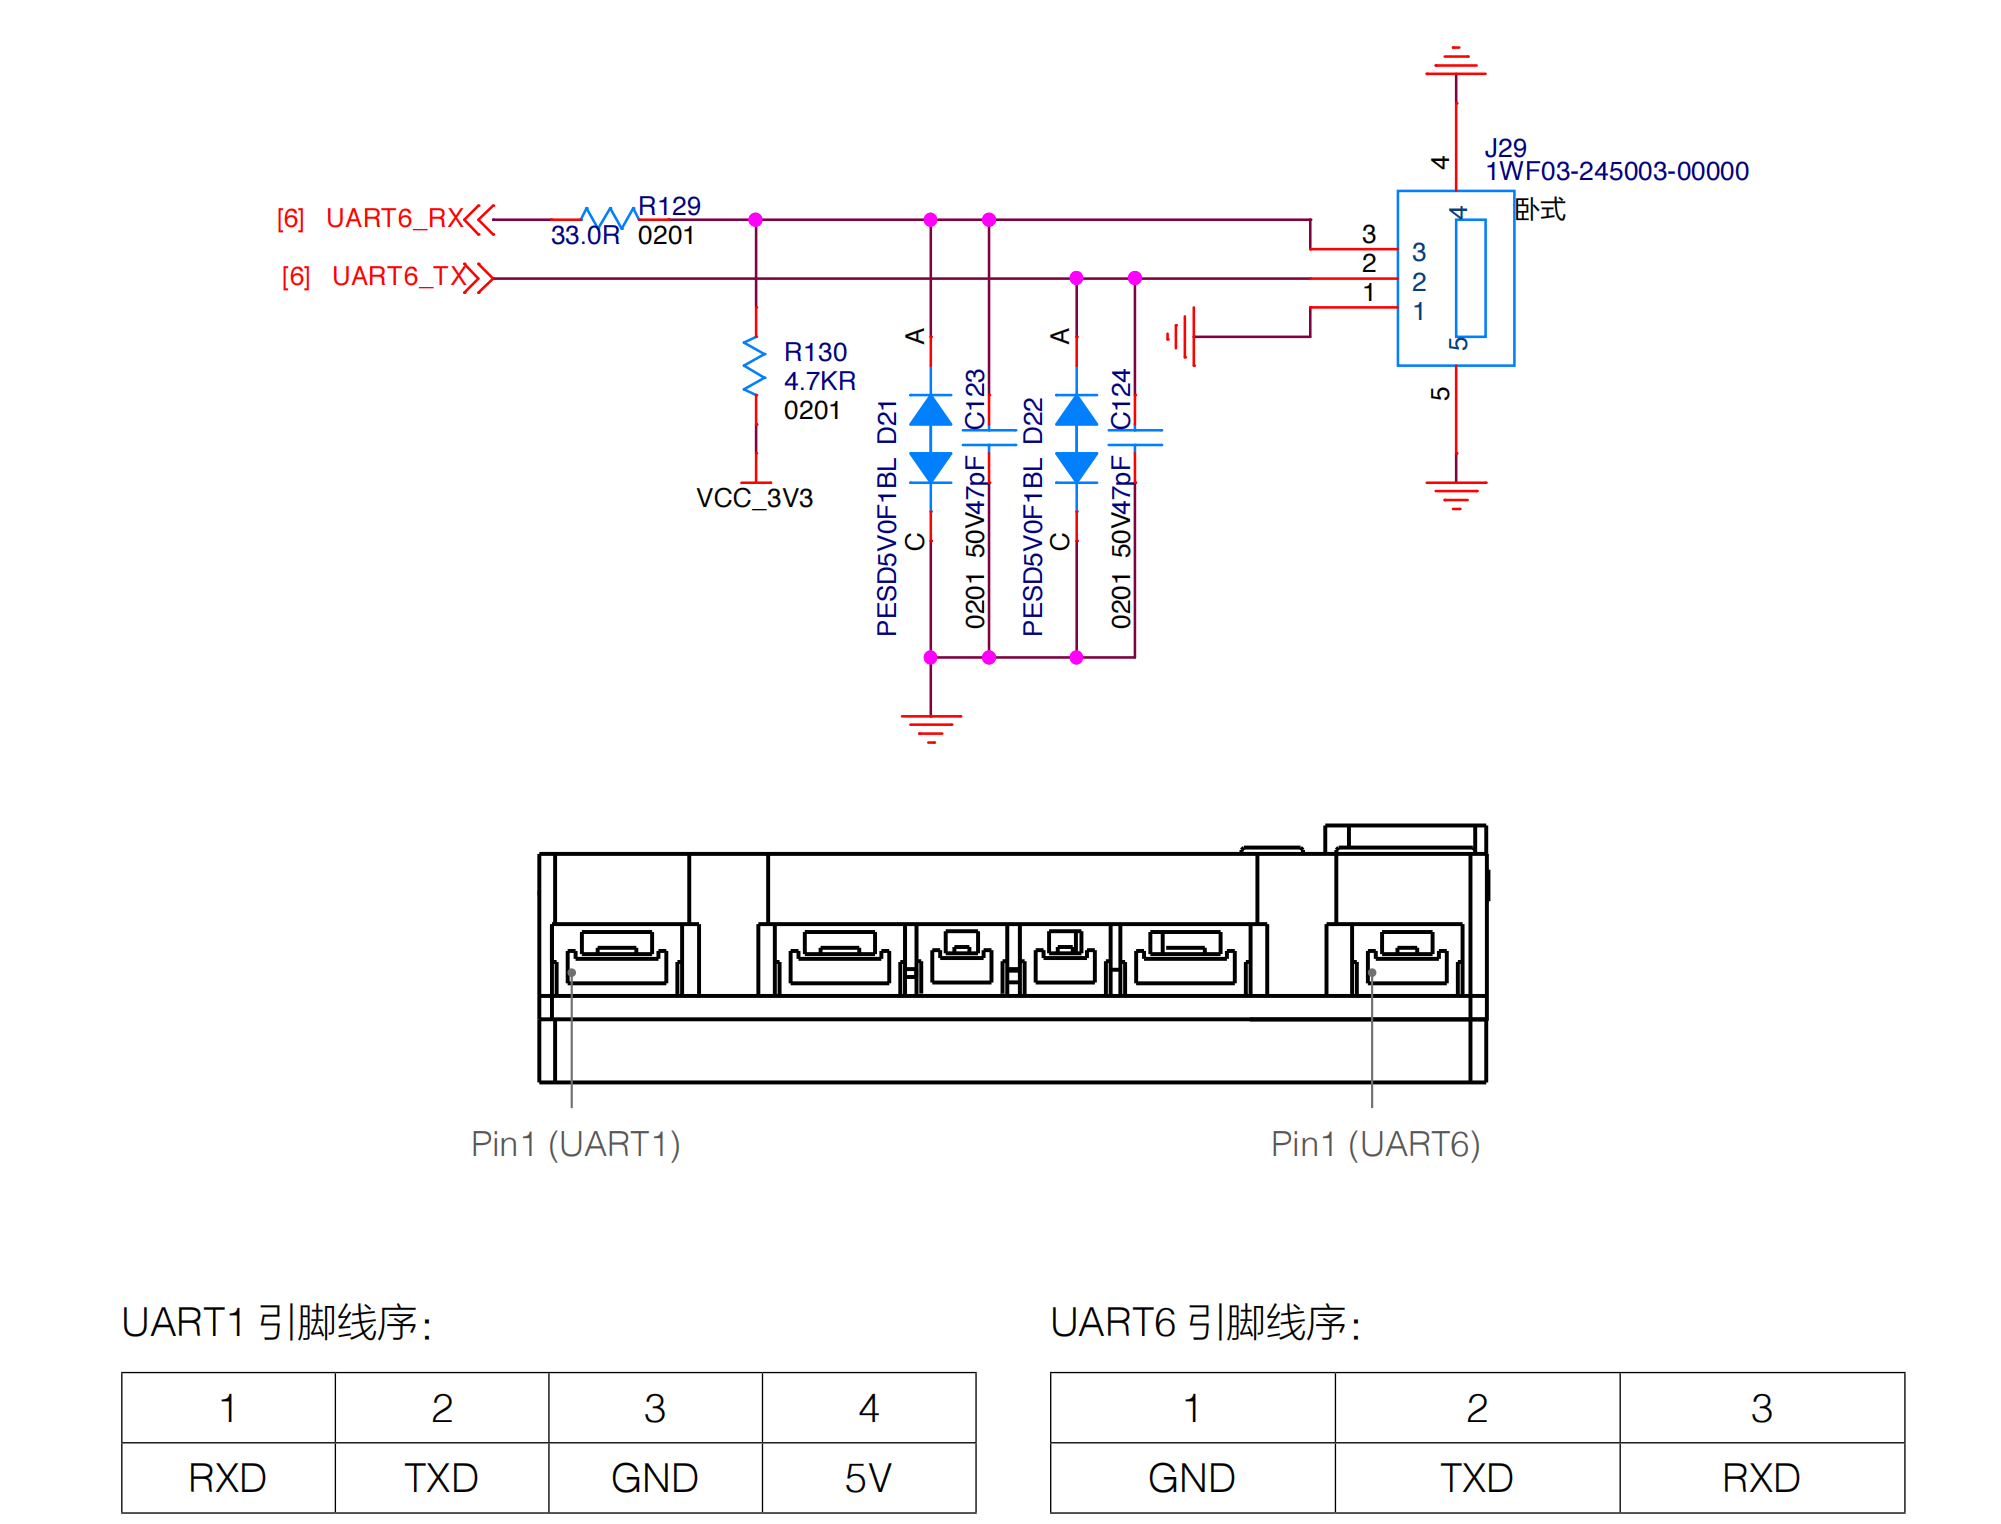 4
J29
1WF03-245003-00000
卧式
[6] UART6_RX
R129
33.0R 0201
[6] UART6_TX
3
2
1
4
3
2
1
5
5
A
A
R130
4.7KR
0201
VCC_3V3
PESD5V0F1BL D21
C
0201 50V47pF C123
PESD5V0F1BL D22
C
0201 50V47pF C124
Pin1 (UART1)
Pin1 (UART6)
UART1 引脚线序：
1 2 3 4
RXD TXD GND 5V
UART6 引脚线序：
1 2 3
GND TXD RXD